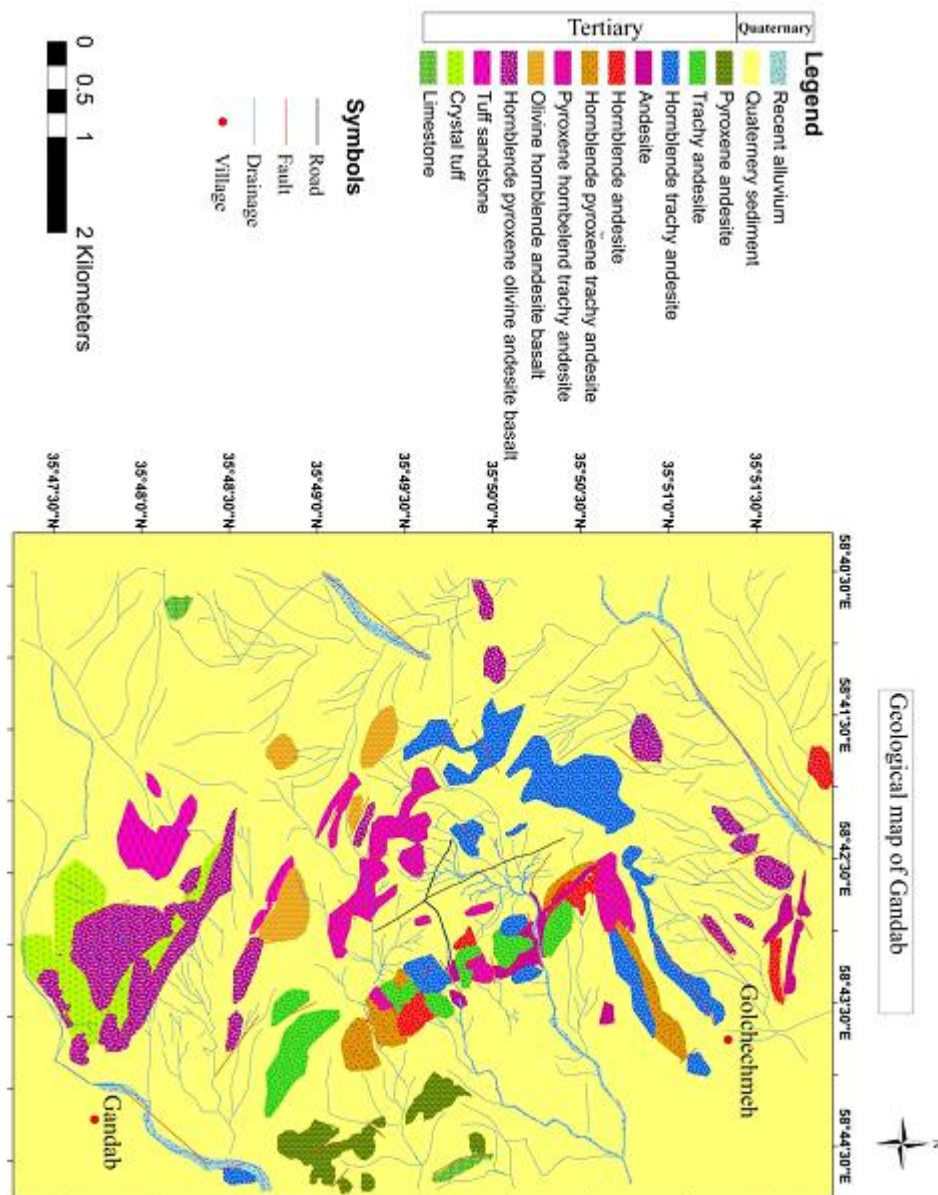 Geological map of Gandab
N
Legend
Quaternary
Tertiary
Recent alluvium
Quaternery sediment
Pyroxene andesite
Trachy andesite
Hornblende trachy andesite
Andesite
Hornblende andesite
Hornblende pyroxene trachy andesite
Pyroxene hornbelend trachy andesite
Olivine hornblende andesite basalt
Hornblende pyroxene olivine andesite basalt
Tuff sandstone
Crystal tuff
Limestone
Symbols
Road
Fault
Drainage
Village
0 0.5 1 2 Kilometers
58°40'30"E 58°41'30"E 58°42'30"E 58°43'30"E 58°44'30"E
35°51'30"N
35°51'0"N
35°50'30"N
35°50'0"N
35°49'30"N
35°49'0"N
35°48'30"N
35°48'0"N
35°47'30"N
Golchechmeh
Gandab